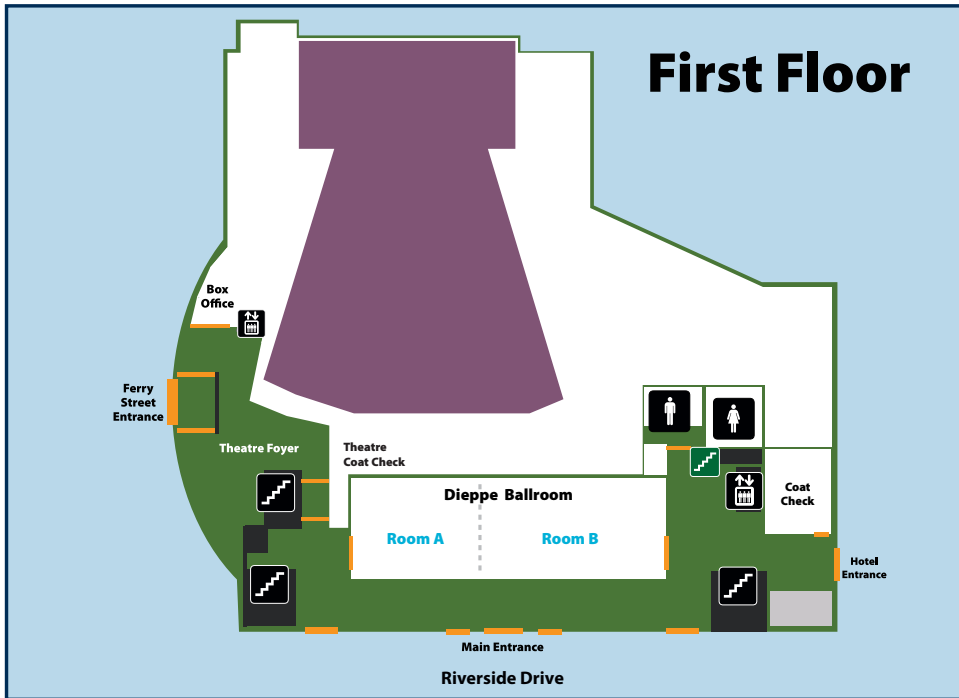 First Floor
Box
Office
Ferry
Street
Entrance
Theatre Foyer
Theatre
Coat Check
Dieppe Ballroom
Room A
Room B
Coat
Check
Hotel
Entrance
Main Entrance
Riverside Drive